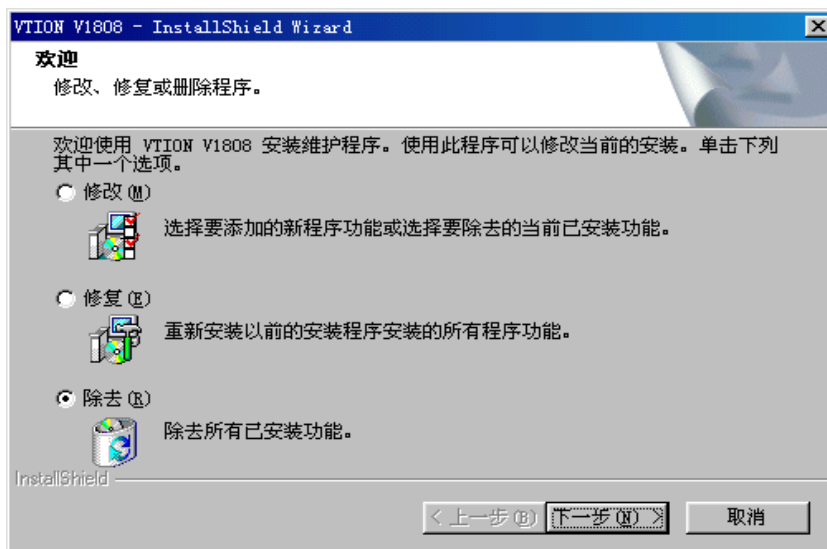 VTION V1808 - InstallShield Wizard
欢迎
修改、修复或删除程序。
欢迎使用 VTION V1808 安装维护程序。使用此程序可以修改当前的安装。单击下列
其中一个选项。
修改(M)
选择要添加的新程序功能或选择要除去的当前已安装功能。
修复(E)
重新安装以前的安装程序安装的所有程序功能。
除去(R)
除去所有已安装功能。
InstallShield
< 上一步(B) 下一步(N) > 取消